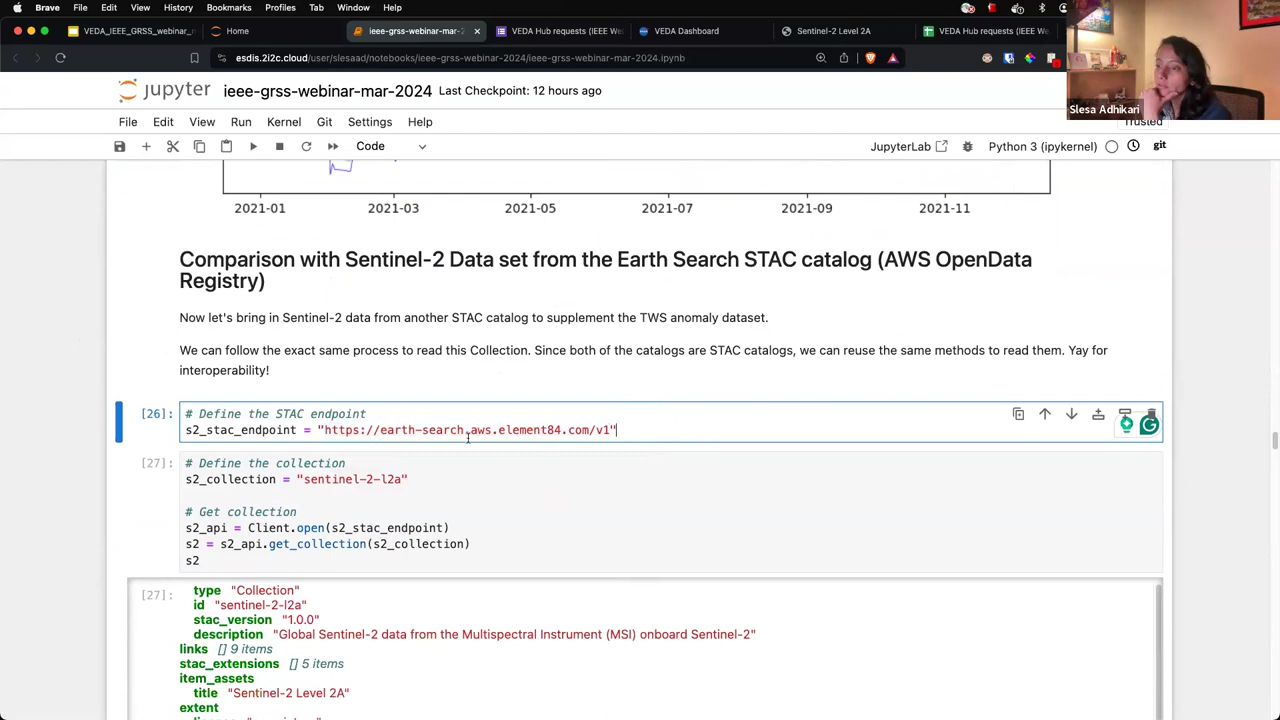 Brave File Edit View History Bookmarks Profiles Tab Window Help
VEDA_IEEE_GRSS_webinar_m
Home
ieee-grss-webinar-mar-2024
VEDA Hub requests (IEEE We
VEDA Dashboard
Sentinel-2 Level 2A
VEDA Hub requests (IEEE We
esdis.2i2c.cloud/user/slesaad/notebooks/ieee-grss-webinar-2024/ieee-grss-webinar-mar-2024.ipynb
Slesa Adhikari
jupyter ieee-grss-webinar-mar-2024 Last Checkpoint: 12 hours ago
Trusted
File Edit View Run Kernel Git Settings Help
Code JupyterLab Python 3 (ipykernel) git
2021-01 2021-03 2021-05 2021-07 2021-09 2021-11
Comparison with Sentinel-2 Data set from the Earth Search STAC catalog (AWS OpenData
Registry)
Now let's bring in Sentinel-2 data from another STAC catalog to supplement the TWS anomaly dataset.
We can follow the exact same process to read this Collection. Since both of the catalogs are STAC catalogs, we can reuse the same methods to read them. Yay for
interoperability!
[26]: # Define the STAC endpoint
s2_stac_endpoint = "https://earth-search.aws.element84.com/v1"
[27]: # Define the collection
s2_collection = "sentinel-2-l2a"
# Get collection
s2_api = Client.open(s2_stac_endpoint)
s2 = s2_api.get_collection(s2_collection)
s2
[27]: type "Collection"
id "sentinel-2-l2a"
stac_version "1.0.0"
description "Global Sentinel-2 data from the Multispectral Instrument (MSI) onboard Sentinel-2"
links [] 9 items
stac_extensions [] 5 items
item_assets
title "Sentinel-2 Level 2A"
extent